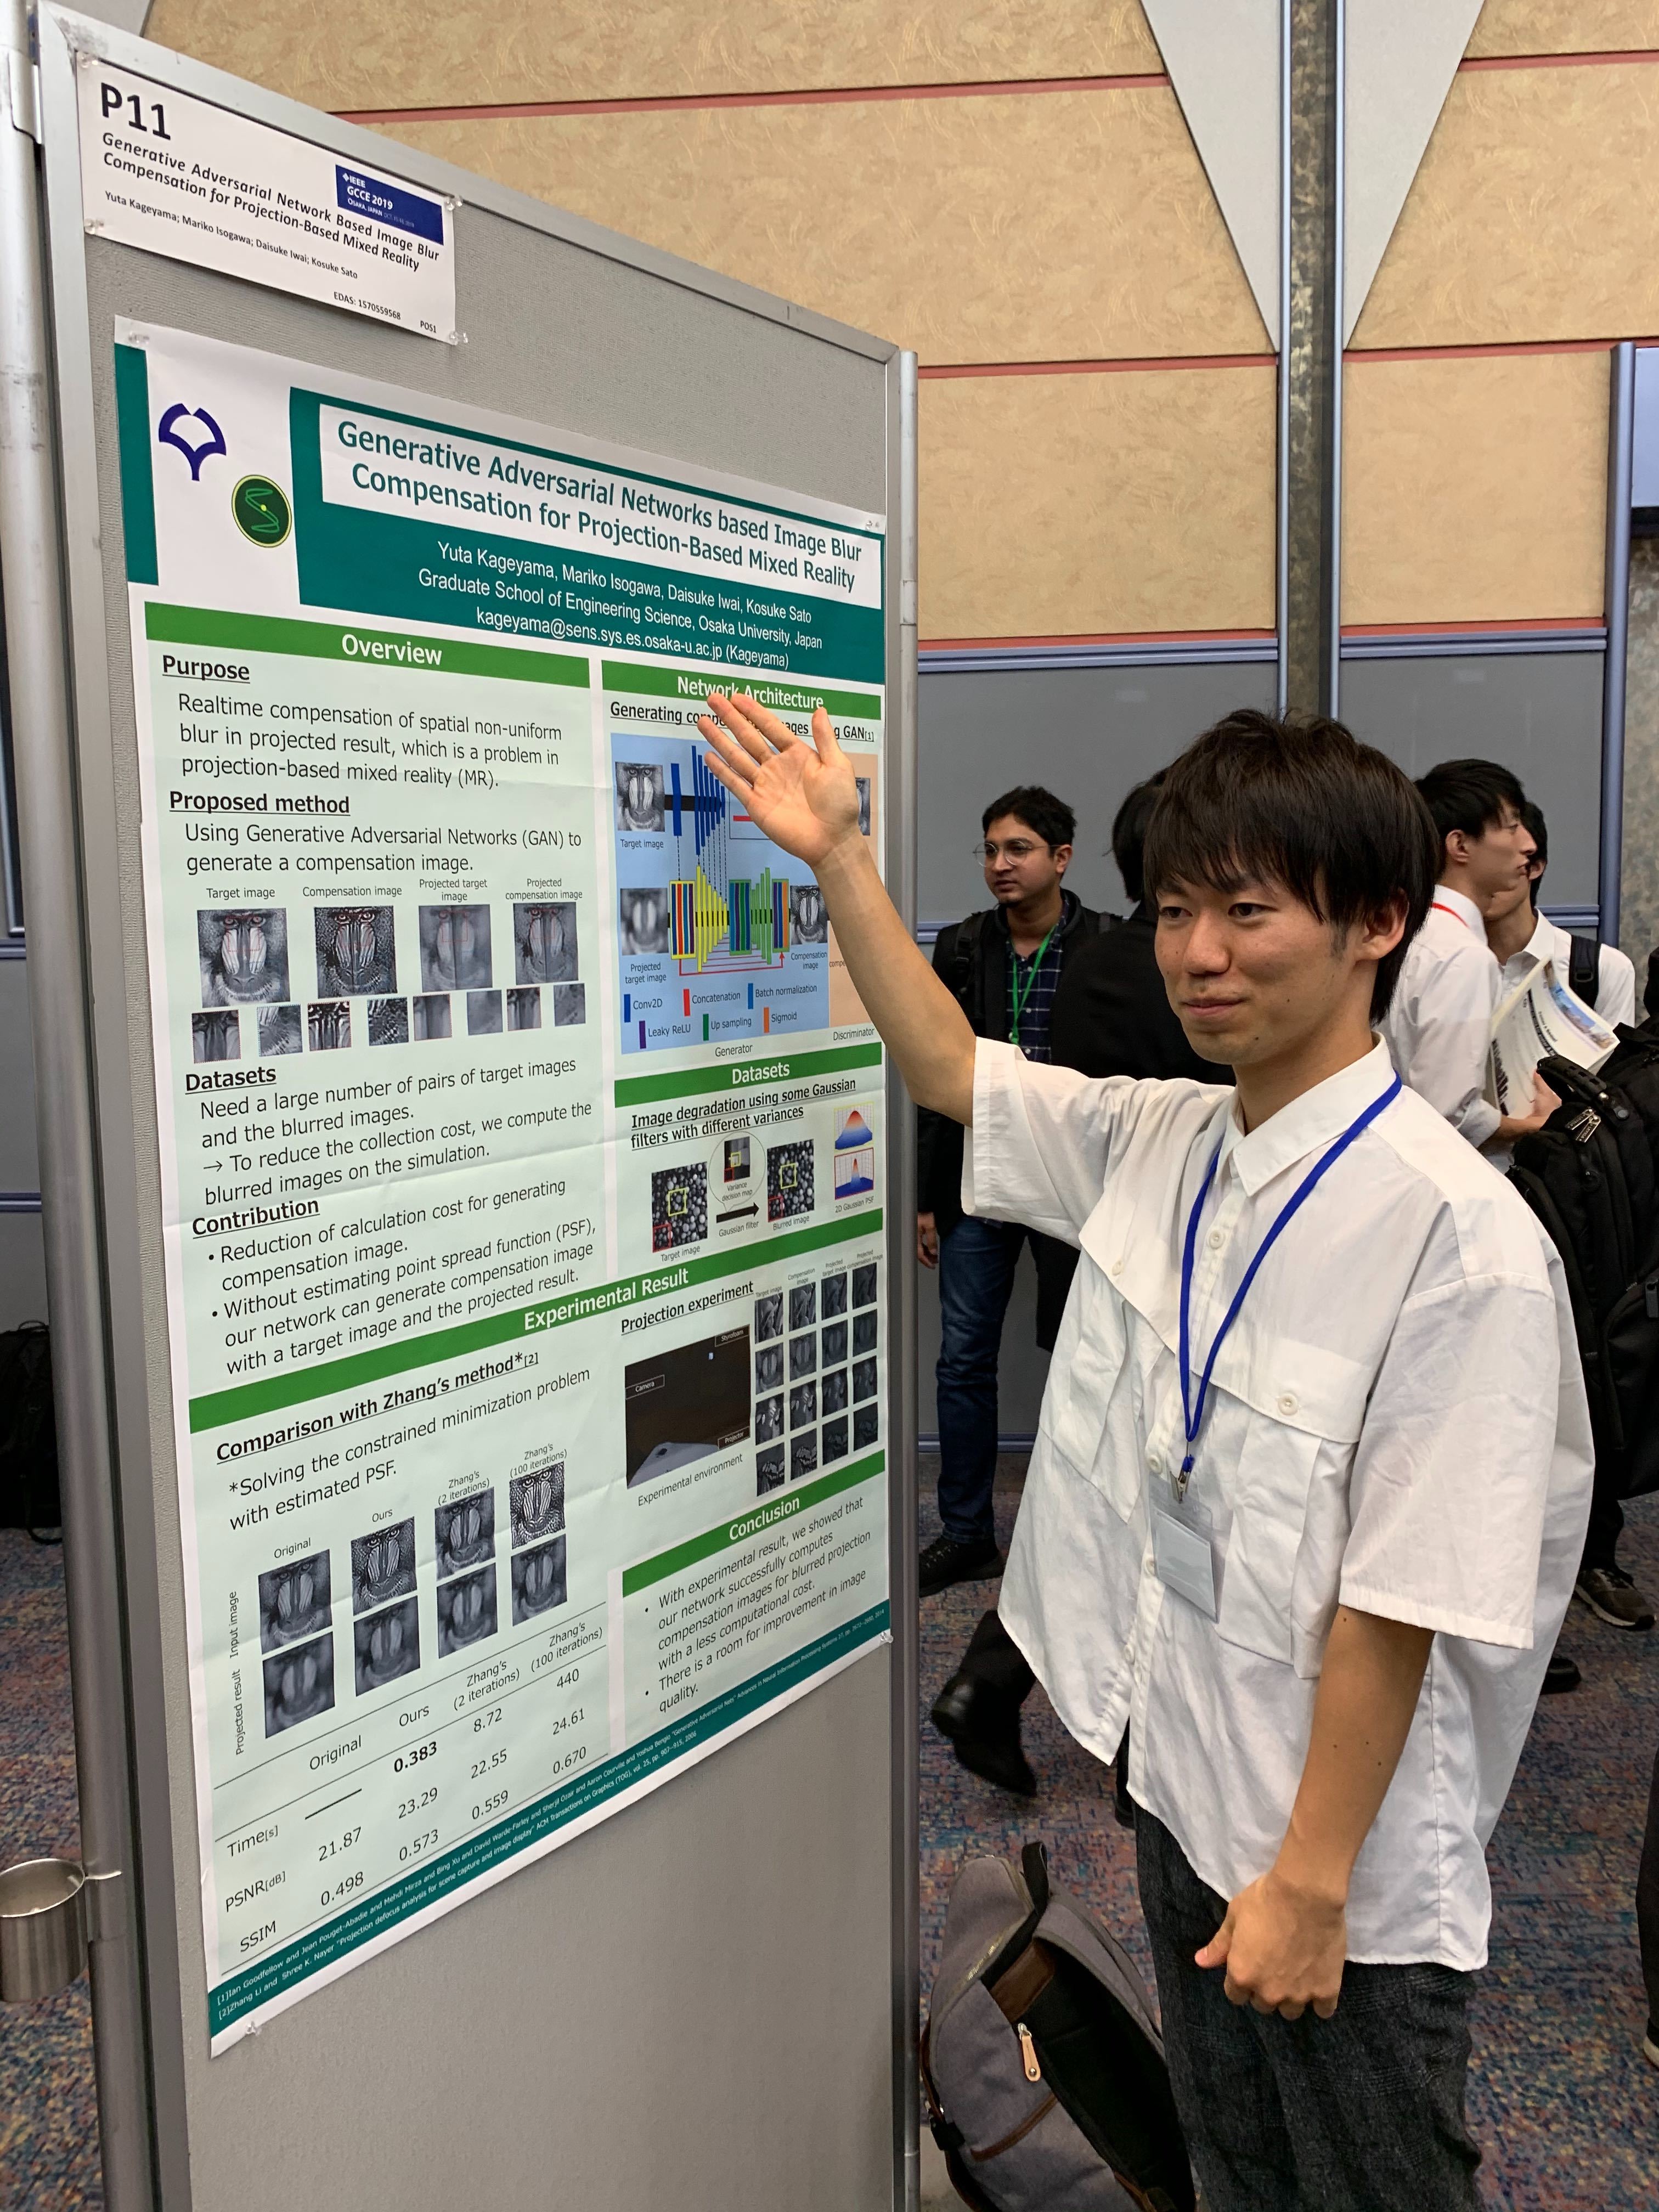 P11
Generative Adversarial Network Based Image Blur
Compensation for Projection-Based Mixed Reality
Yuta Kageyama; Mariko Isogawa; Daisuke Iwai; Kosuke Sato
IEEE
GCCE 2019
OSAKA, JAPAN
EDAS: 1570559568
POS1
Generative Adversarial Networks based Image Blur
Compensation for Projection-Based Mixed Reality
Yuta Kageyama, Mariko Isogawa, Daisuke Iwai, Kosuke Sato
Graduate School of Engineering Science, Osaka University, Japan
kageyama@sens.sys.es.osaka-u.ac.jp (Kageyama)
Overview
Purpose
Realtime compensation of spatial non-uniform
blur in projected result, which is a problem in
projection-based mixed reality (MR).
Proposed method
Using Generative Adversarial Networks (GAN) to
generate a compensation image.
Target image
Compensation image
Projected target
image
Projected
compensation image
Datasets
Need a large number of pairs of target images
and the blurred images.
→ To reduce the collection cost, we compute the
blurred images on the simulation.
Contribution
• Reduction of calculation cost for generating
compensation image.
• Without estimating point spread function (PSF),
our network can generate compensation image
with a target image and the projected result.
Network Architecture
Generating GAN[1]
Target image
Projected
target image
Compensation
image
Conv2D
Concatenation
Batch normalization
Leaky ReLU
Up sampling
Sigmoid
Generator
Discriminator
Datasets
Image degradation using some Gaussian
filters with different variances
Variance
decision map
Target image
Gaussian filter
Blurred image
2D Gaussian PSF
Experimental Result
Comparison with Zhang's method*[2]
*Solving the constrained minimization problem
with estimated PSF.
Original
Ours
Zhang's
(2 iterations)
Zhang's
(100 iterations)
Input image
Projected result
Original Ours Zhang's (2 iterations) Zhang's (100 iterations)
Time[s] 0.383 8.72 440
PSNR[dB] 21.87 23.29 22.55 24.61
SSIM 0.498 0.573 0.559 0.670
Projection experiment
Target image
Compensation
image
Projected
target image
Projected
compensation image
Styrofoam
Camera
Projector
Experimental environment
Conclusion
• With experimental result, we showed that
our network successfully computes
compensation images for blurred projection
with a less computational cost.
• There is a room for improvement in image
quality.
[1]Ian Goodfellow and Jean Pouget-Abadie and Mehdi Mirza and Bing Xu and David Warde-Farley and Sherjil Ozair and Aaron Courville and Yoshua Bengio "Generative Adversarial Nets" Advances in Neural Information Processing Systems 27, pp. 2672--2680, 2014
[2]Zhang Li and Shree K. Nayer "Projection defocus analysis for scene capture and image display" ACM Transactions on Graphics (TOG), vol. 25, pp. 907--915, 2006